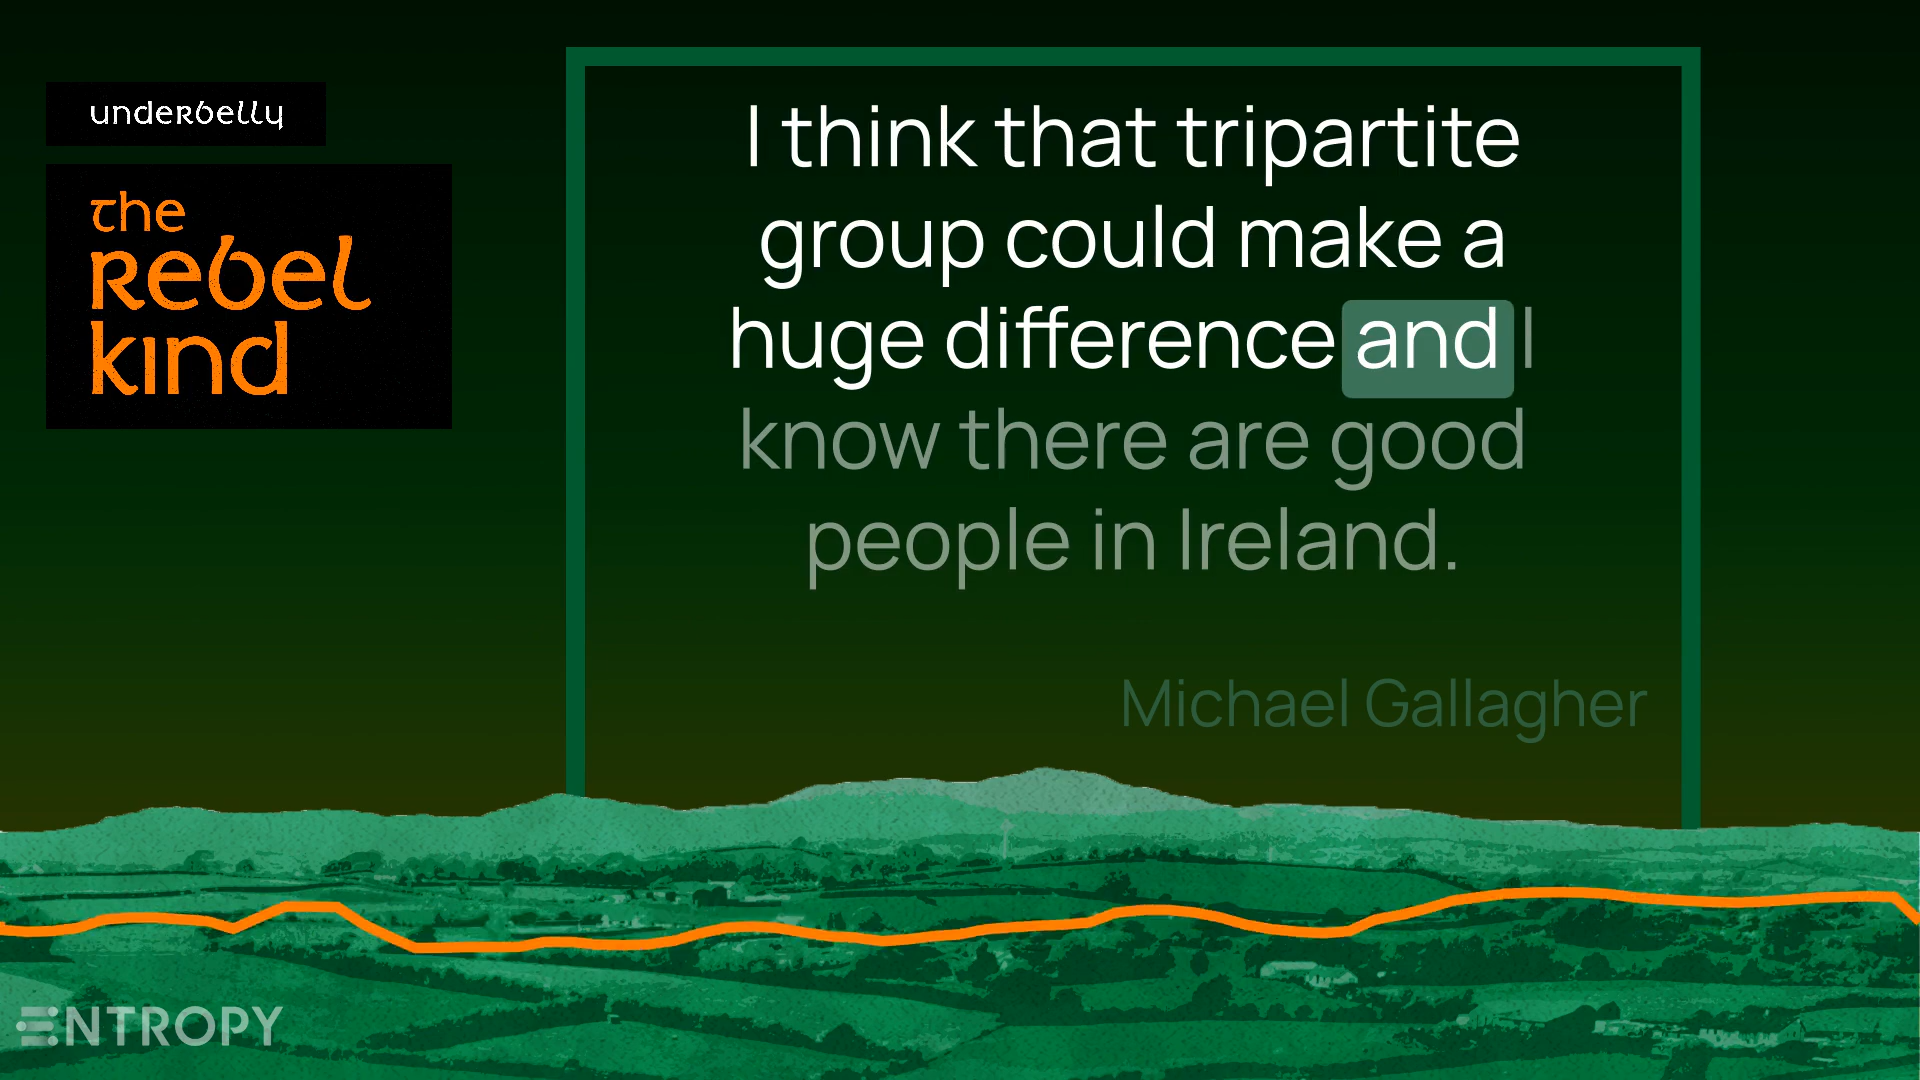 underbelly
the
Rebel
kind
I think that tripartite
group could make a
huge difference and I
know there are good
people in Ireland.
Michael Gallagher
ENTROPY